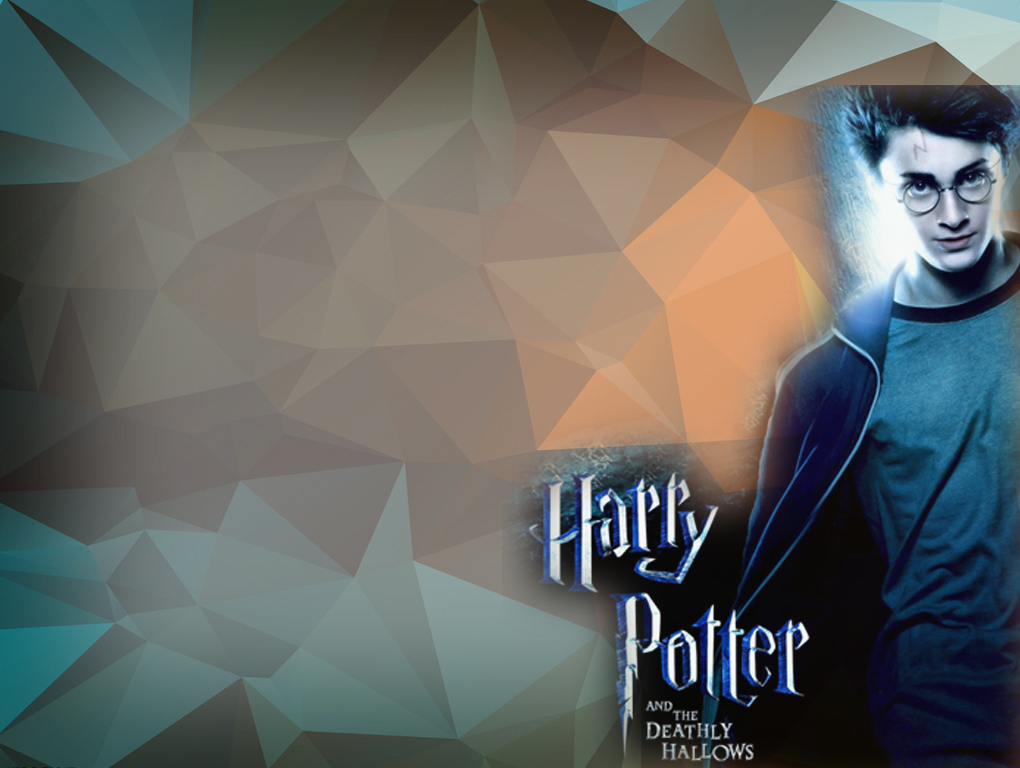 Harry
Potter
AND
THE
DEATHLY
HALLOWS